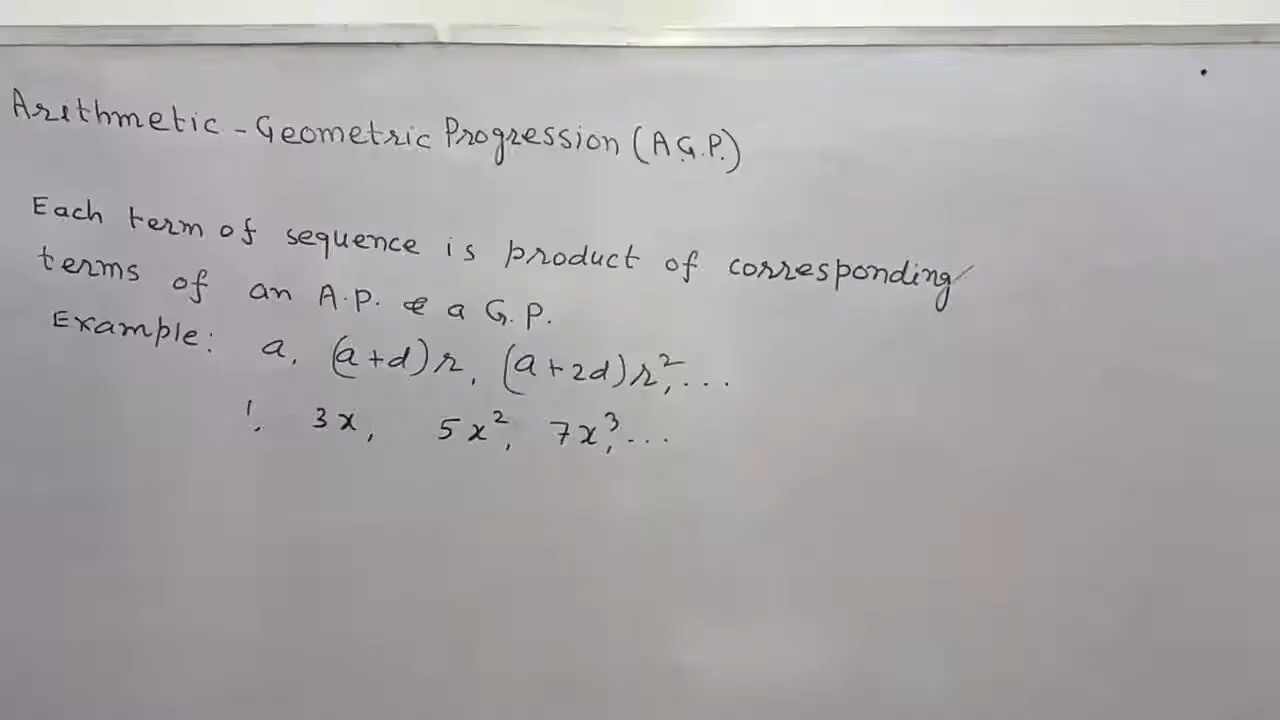 Arithmetic - Geometric Progression (A.G.P.)
Each term of sequence is product of corresponding
terms of an A.P. & a G.P.
Example: a, (a+d)r, (a+2d)r², ...
1, 3x, 5x², 7x³, ...